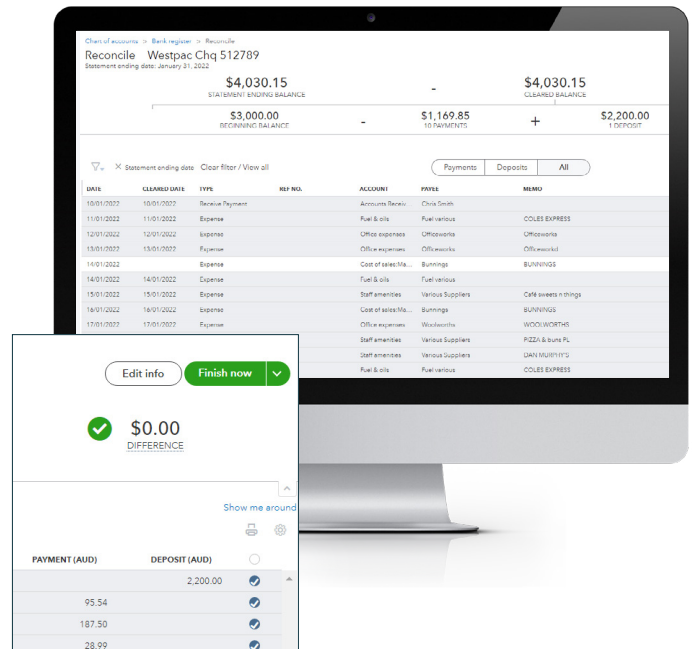 Chart of accounts > Bank register > Reconcile
Reconcile Westpac Chq 512789
Statement ending date: January 31, 2022
$4,030.15 - $4,030.15
STATEMENT ENDING BALANCE CLEARED BALANCE
$3,000.00 - $1,169.85 + $2,200.00
BEGINNING BALANCE 10 PAYMENTS 1 DEPOSIT
Statement ending date Clear filter / View all Payments Deposits All
DATE CLEARED DATE TYPE REF NO. ACCOUNT PAYEE MEMO
10/01/2022 10/01/2022 Receive Payment Accounts Receiv... Chris Smith
11/01/2022 11/01/2022 Expense Fuel & oils Fuel various COLES EXPRESS
12/01/2022 12/01/2022 Expense Office expenses Officeworks Officeworks
13/01/2022 13/01/2022 Expense Office expenses Officeworks Officeworkd
14/01/2022 Expense Cost of sales:Ma... Bunnings BUNNINGS
14/01/2022 14/01/2022 Expense Fuel & oils Fuel various
15/01/2022 15/01/2022 Expense Staff amenities Various Suppliers Café sweets n things
16/01/2022 16/01/2022 Expense Cost of sales:Ma... Bunnings BUNNINGS
17/01/2022 17/01/2022 Expense Office expenses Woolworths WOOLWORTHS
Staff amenities Various Suppliers PIZZA & buns PL
Staff amenities Various Suppliers DAN MURPHY'S
Fuel & oils Fuel various COLES EXPRESS
Edit info Finish now
$0.00
DIFFERENCE
Show me around
PAYMENT (AUD) DEPOSIT (AUD)
2,200.00
95.54
187.50
28.99